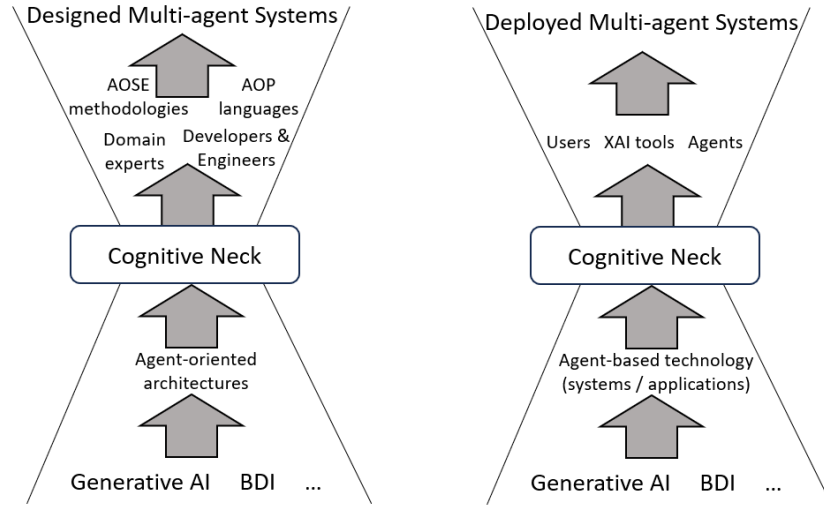 Designed Multi-agent Systems
AOSE
methodologies
AOP
languages
Domain
experts
Developers &
Engineers
Cognitive Neck
Agent-oriented
architectures
Generative AI BDI ...
Deployed Multi-agent Systems
Users XAI tools Agents
Cognitive Neck
Agent-based technology
(systems / applications)
Generative AI BDI ...